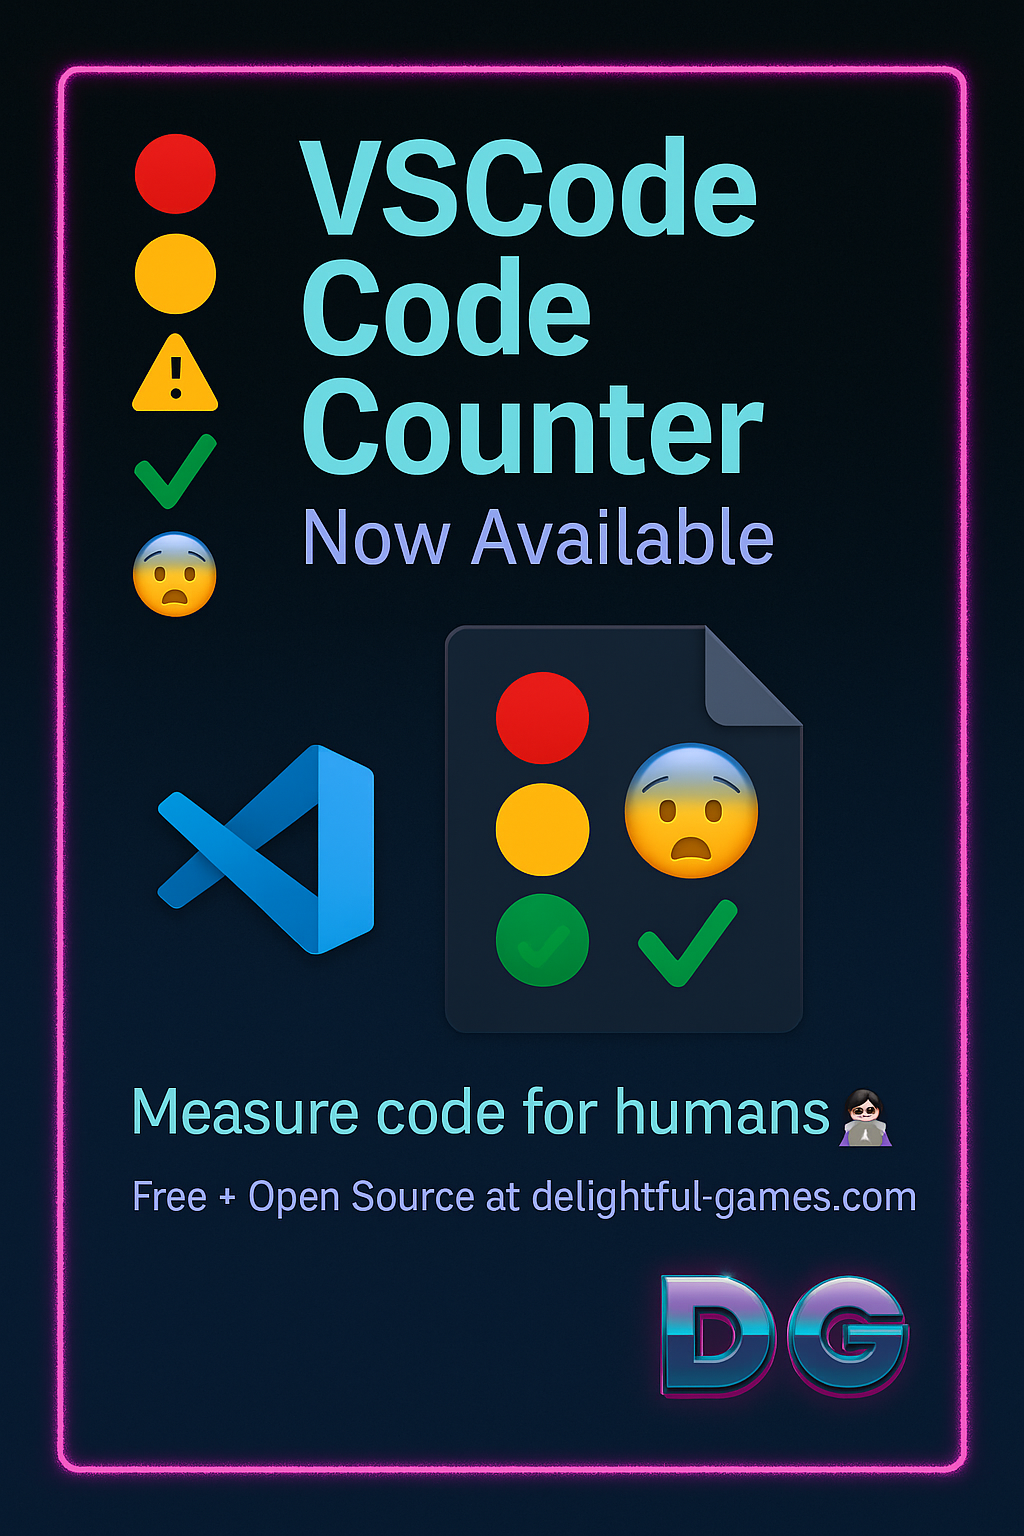 VSCode
Code
Counter
Now Available
Measure code for humans
Free + Open Source at delightful-games.com
DG